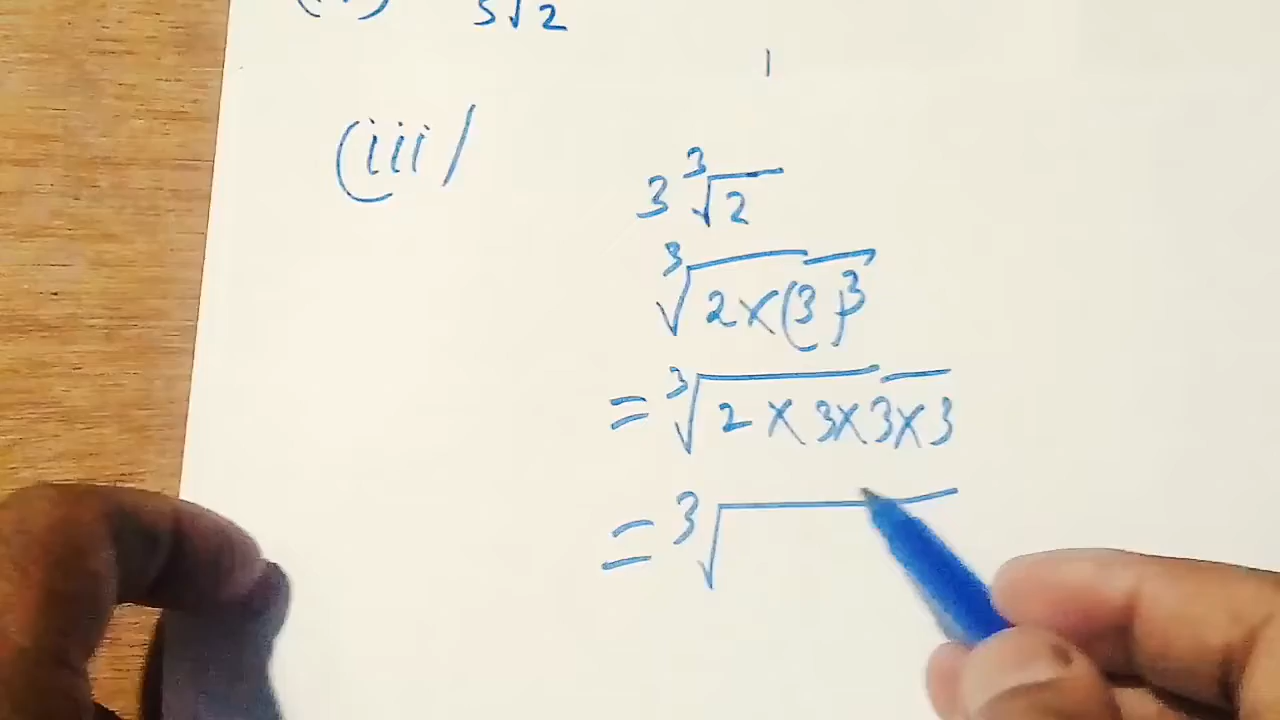 3√2
(iii)
3 ∛2
∛2×(3)³
= ∛2 × 3×3×3
= ∛